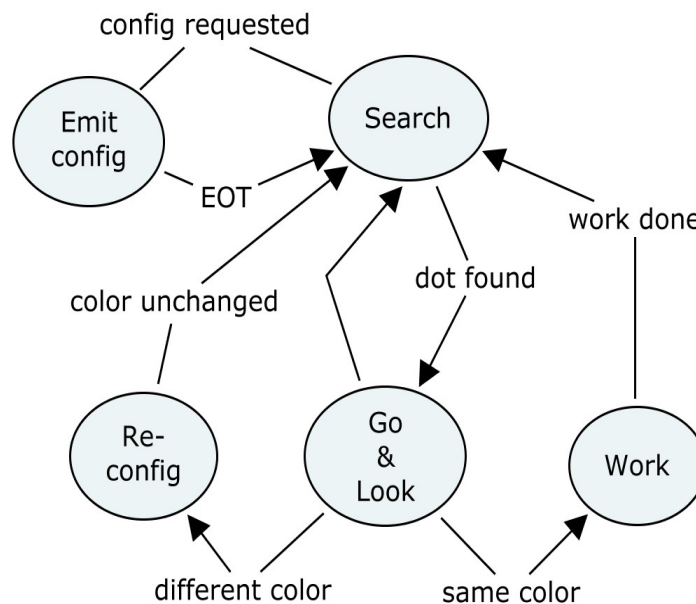 config requested
Emit
config
Search
EOT
work done
dot found
color unchanged
Re-
config
Go
&
Look
Work
different color
same color